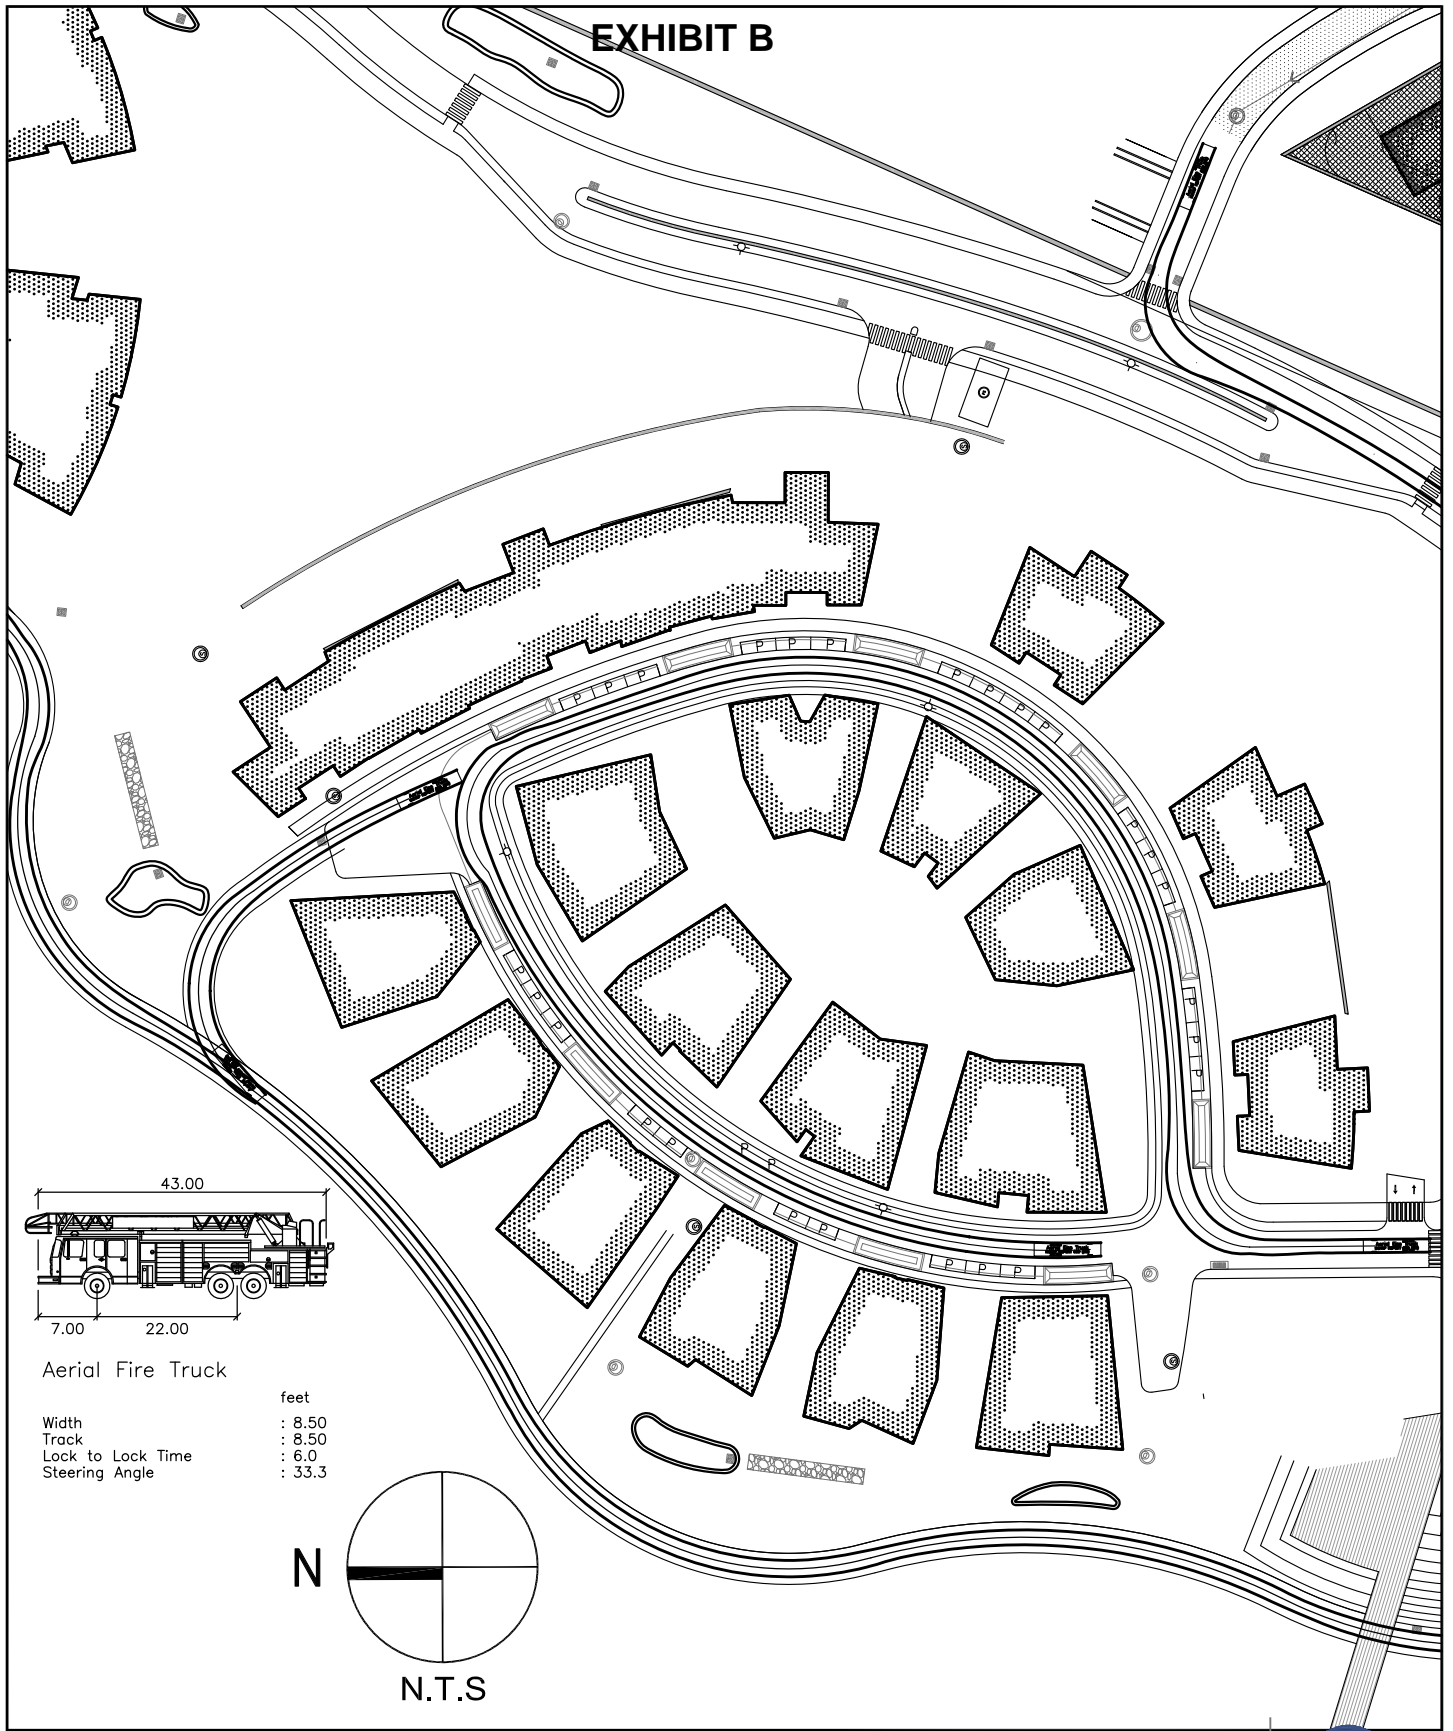 EXHIBIT B
P P P
P P P
P P P P
P P P
P P P
P P P P
P P P
P P
P P
P P P
43.00
7.00
22.00
Aerial Fire Truck
feet
Width : 8.50
Track : 8.50
Lock to Lock Time : 6.0
Steering Angle : 33.3
N
N.T.S